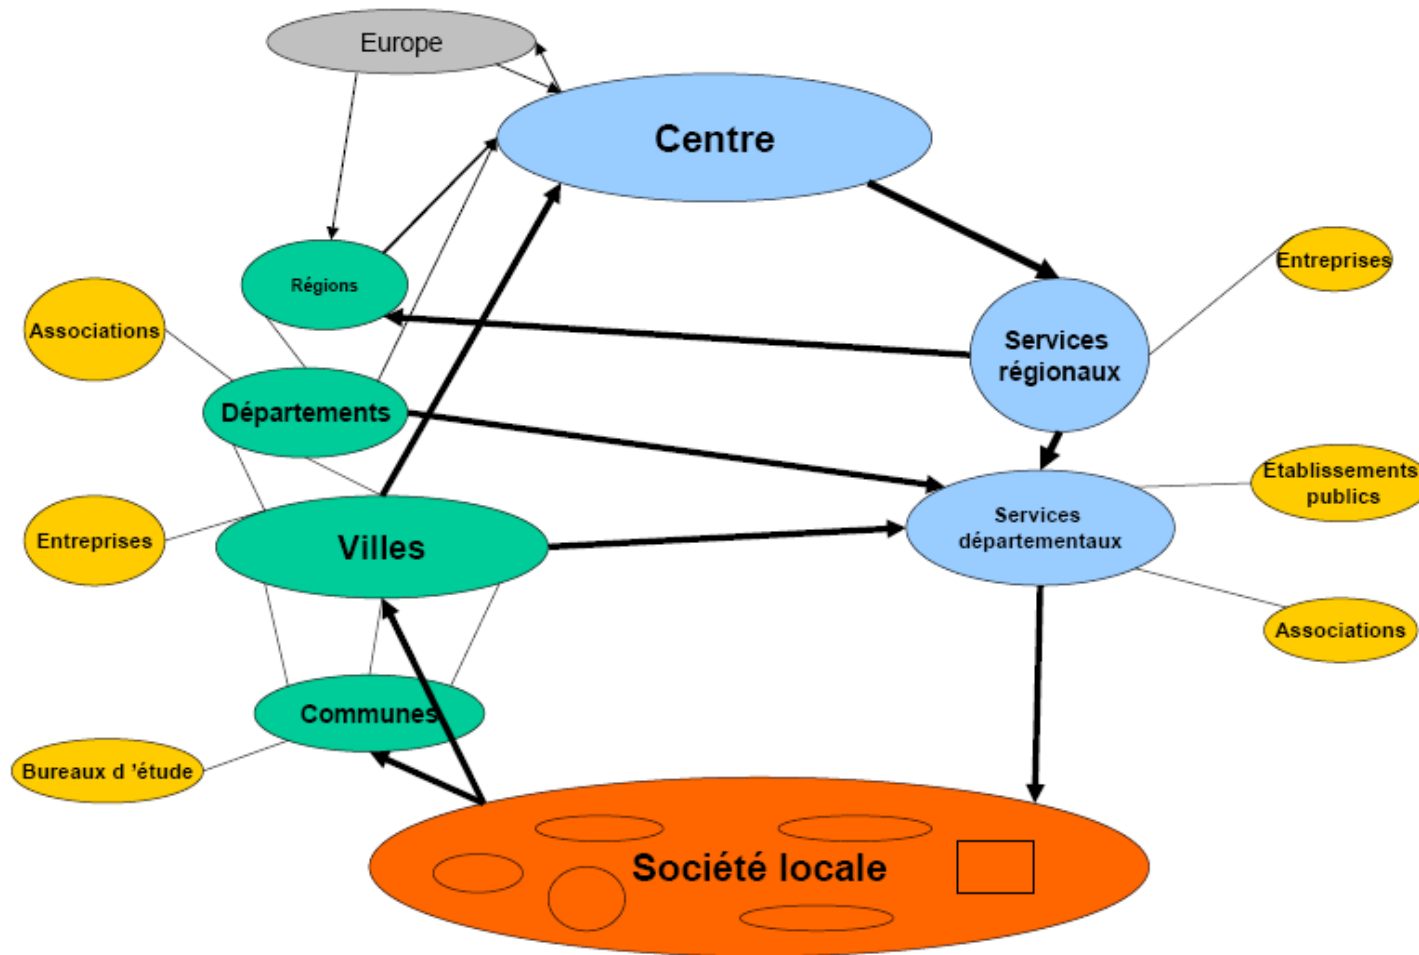 Europe
Centre
Entreprises
Régions
Associations
Services
régionaux
Départements
Etablissements
publics
Services
départementaux
Entreprises
Villes
Associations
Communes
Bureaux d ’étude
Société locale